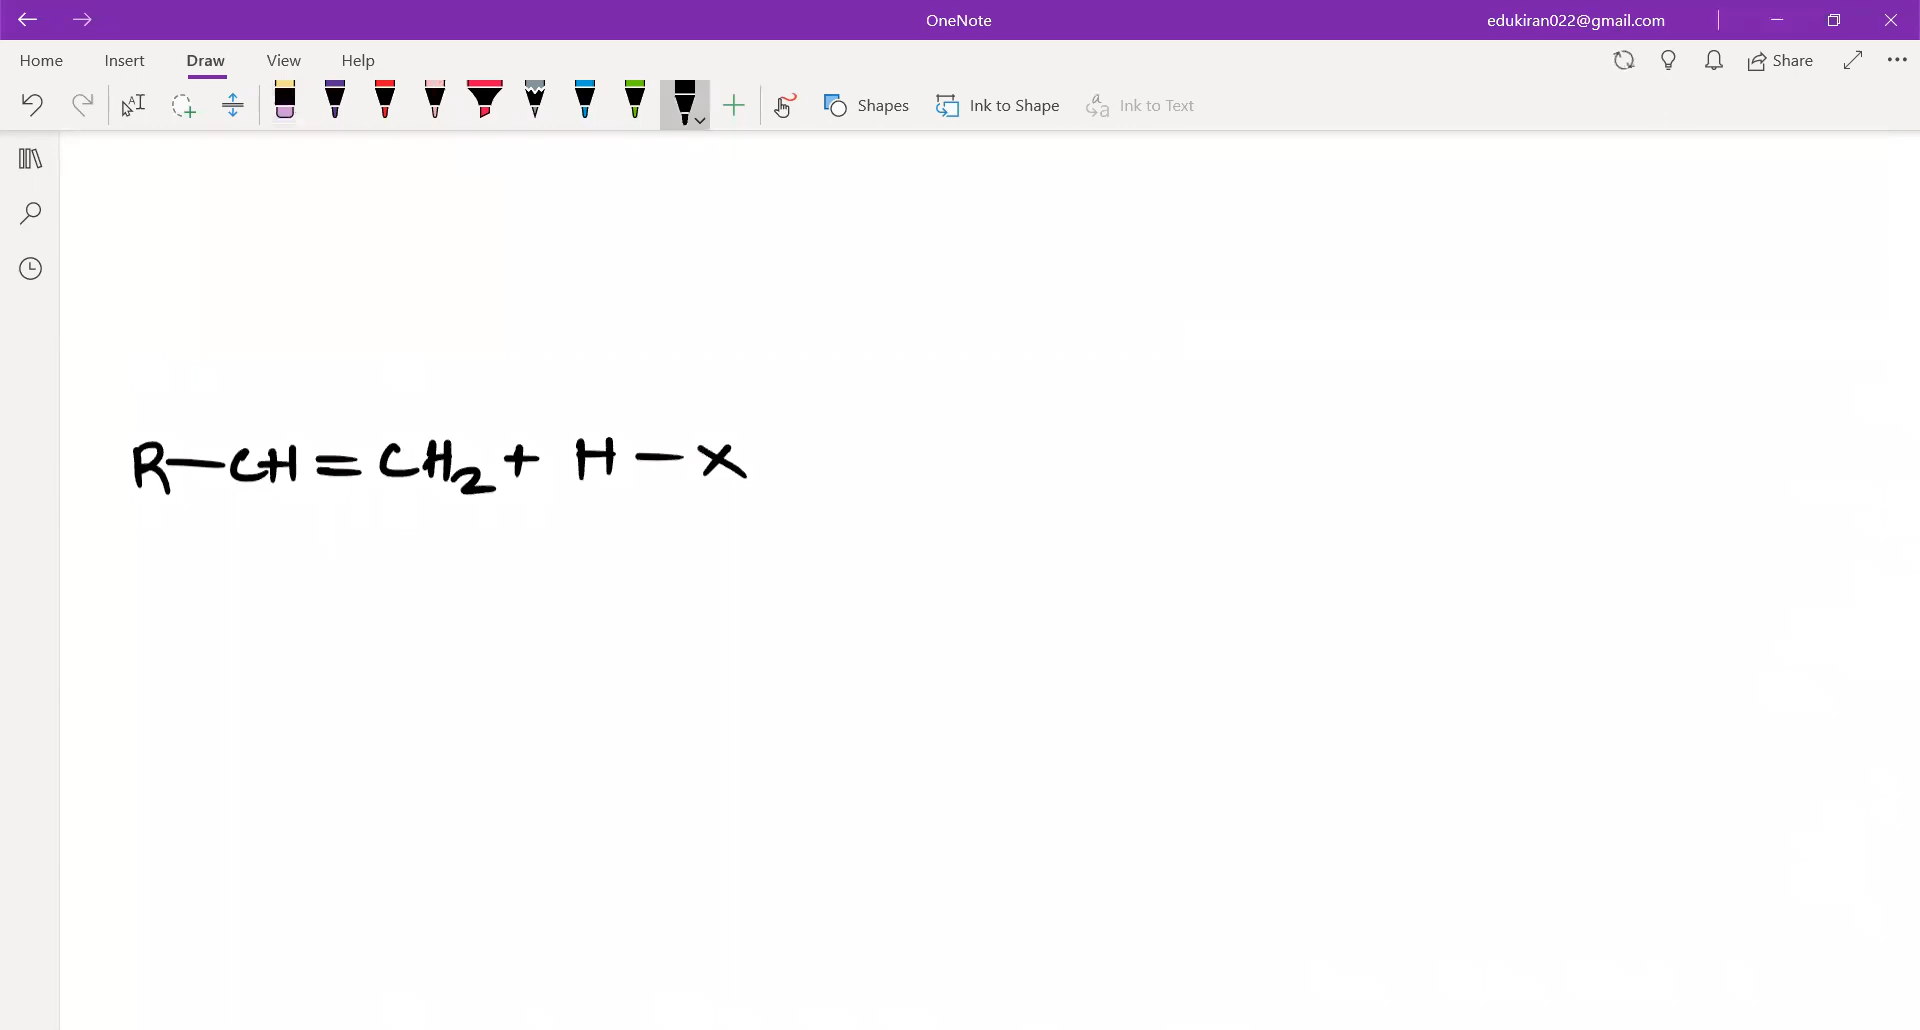 OneNote
edukiran022@gmail.com
Home Insert Draw View Help
Share
Shapes Ink to Shape Ink to Text
R—CH=CH₂ + H—X